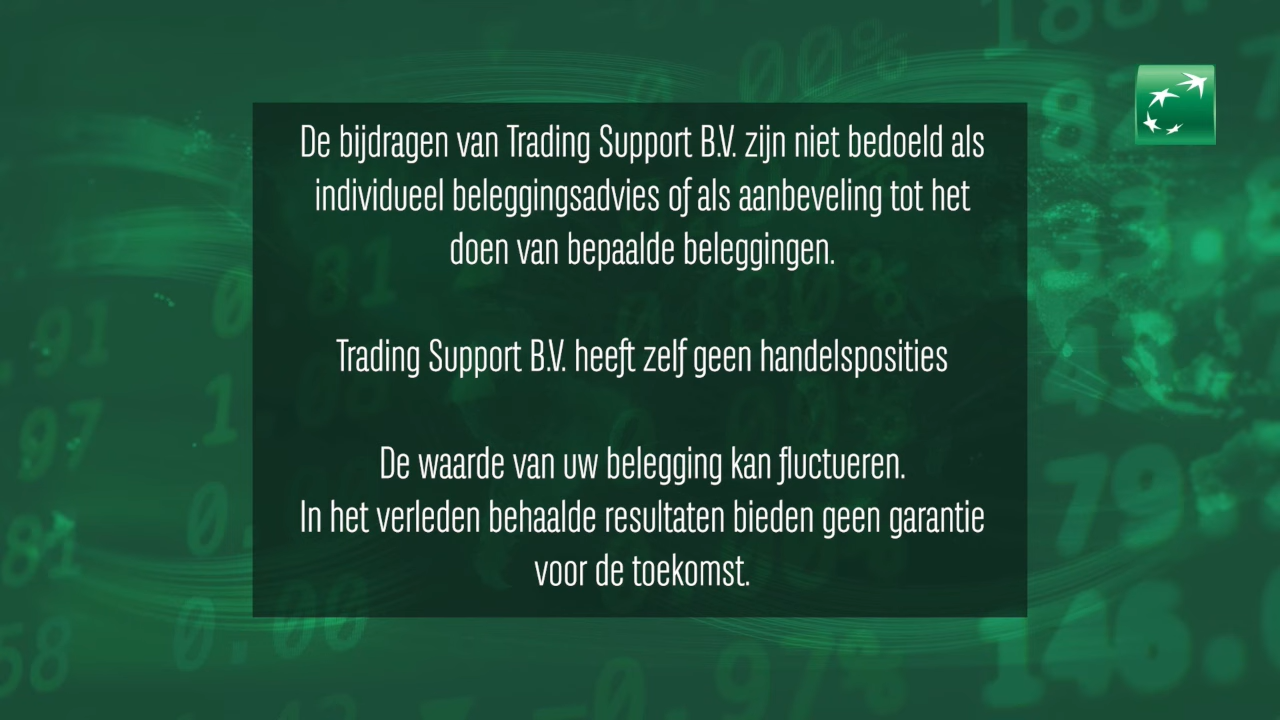 De bijdragen van Trading Support B.V. zijn niet bedoeld als
individueel beleggingsadvies of als aanbeveling tot het
doen van bepaalde beleggingen.
Trading Support B.V. heeft zelf geen handelsposities
De waarde van uw belegging kan fluctueren.
In het verleden behaalde resultaten bieden geen garantie
voor de toekomst.